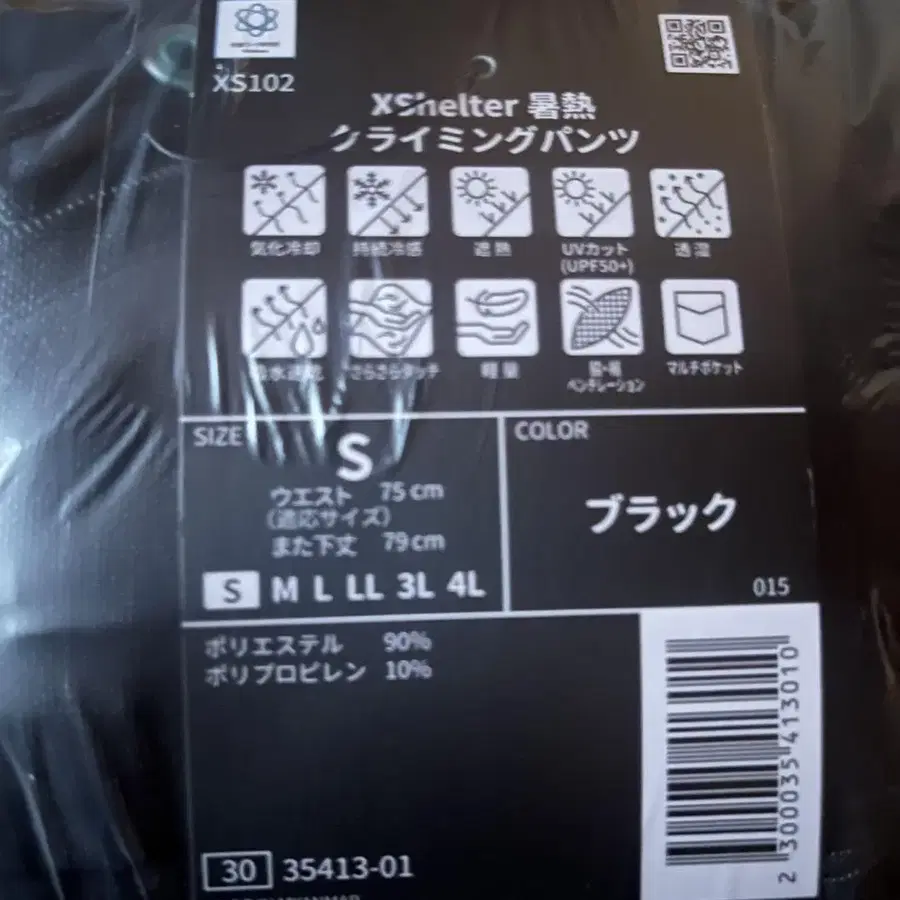 XS102
XShelter 暑熱
クライミングパンツ
気化冷却
持続冷感
遮熱
UVカット
(UPF50+)
透湿
さらさらタッチ
軽量
ベンチレーション
マルチポケット
SIZE
S
ウエスト 75cm
(適応サイズ)
また下丈 79cm
S M L LL 3L 4L
COLOR
ブラック
015
ポリエステル 90%
ポリプロピレン 10%
30 35413-01
2 300035 413010